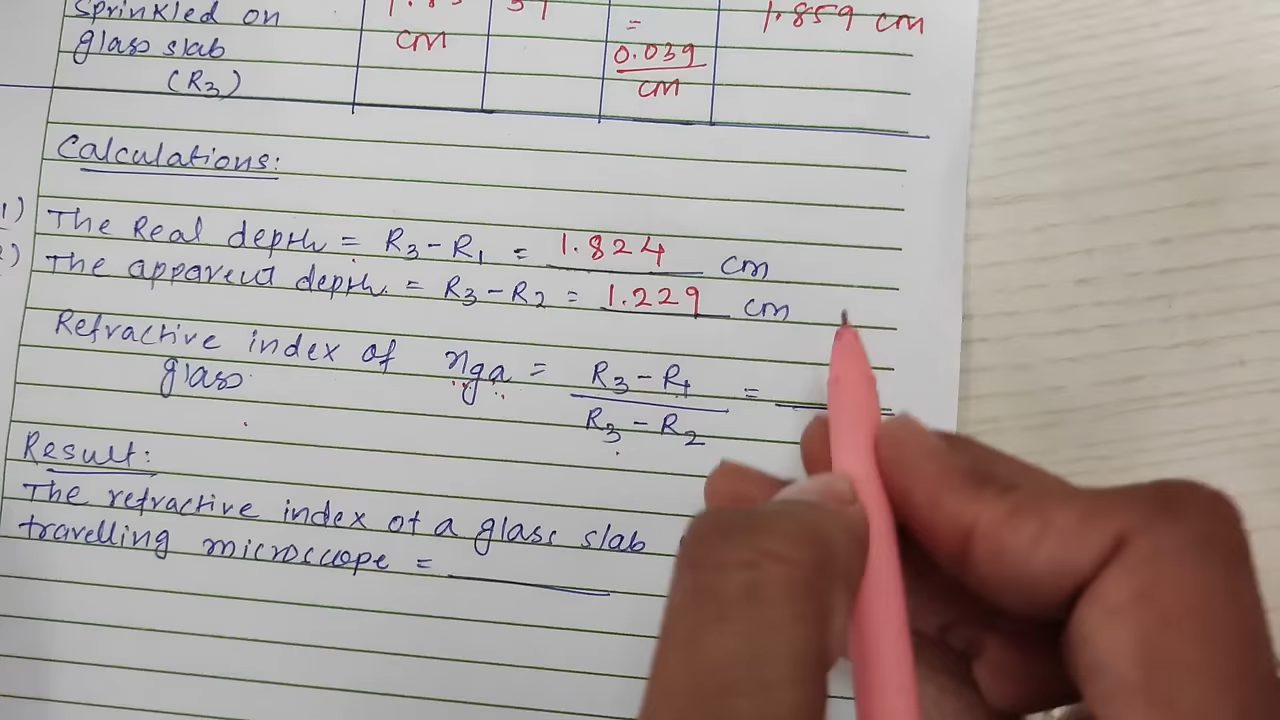 Sprinkled on
glass slab
(R3)
cm
=
0.039
cm
1.859 cm
Calculations:
1) The Real depth = R3-R1 = 1.824 cm
2) The apparent depth = R3-R2 = 1.229 cm
Refractive index of glass nga = R3-R1 / R3-R2 =
Result:
The refractive index of a glass slab
travelling microscope =